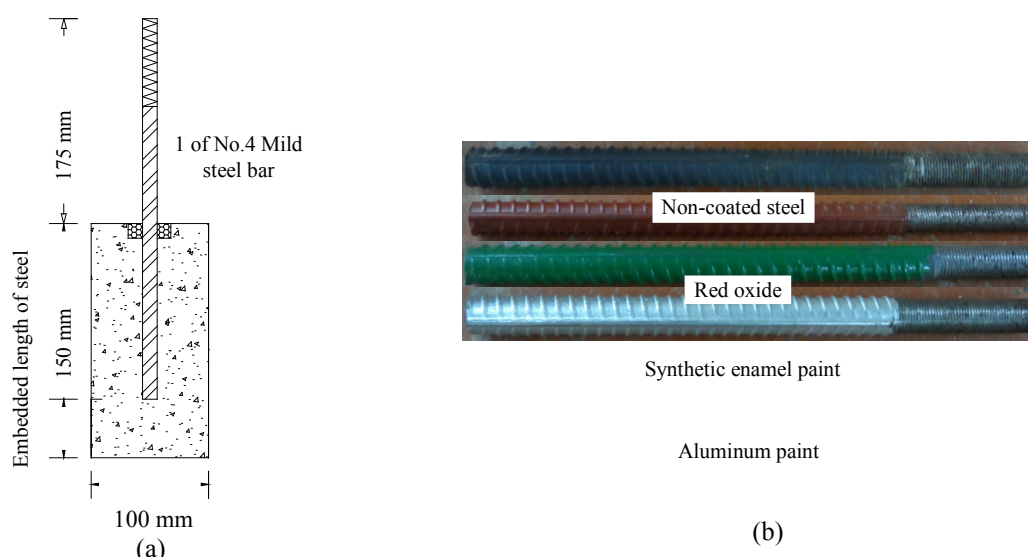 175 mm
1 of No.4 Mild
steel bar
Embedded length of steel
150 mm
100 mm
(a)
Non-coated steel
Red oxide
Synthetic enamel paint
Aluminum paint
(b)